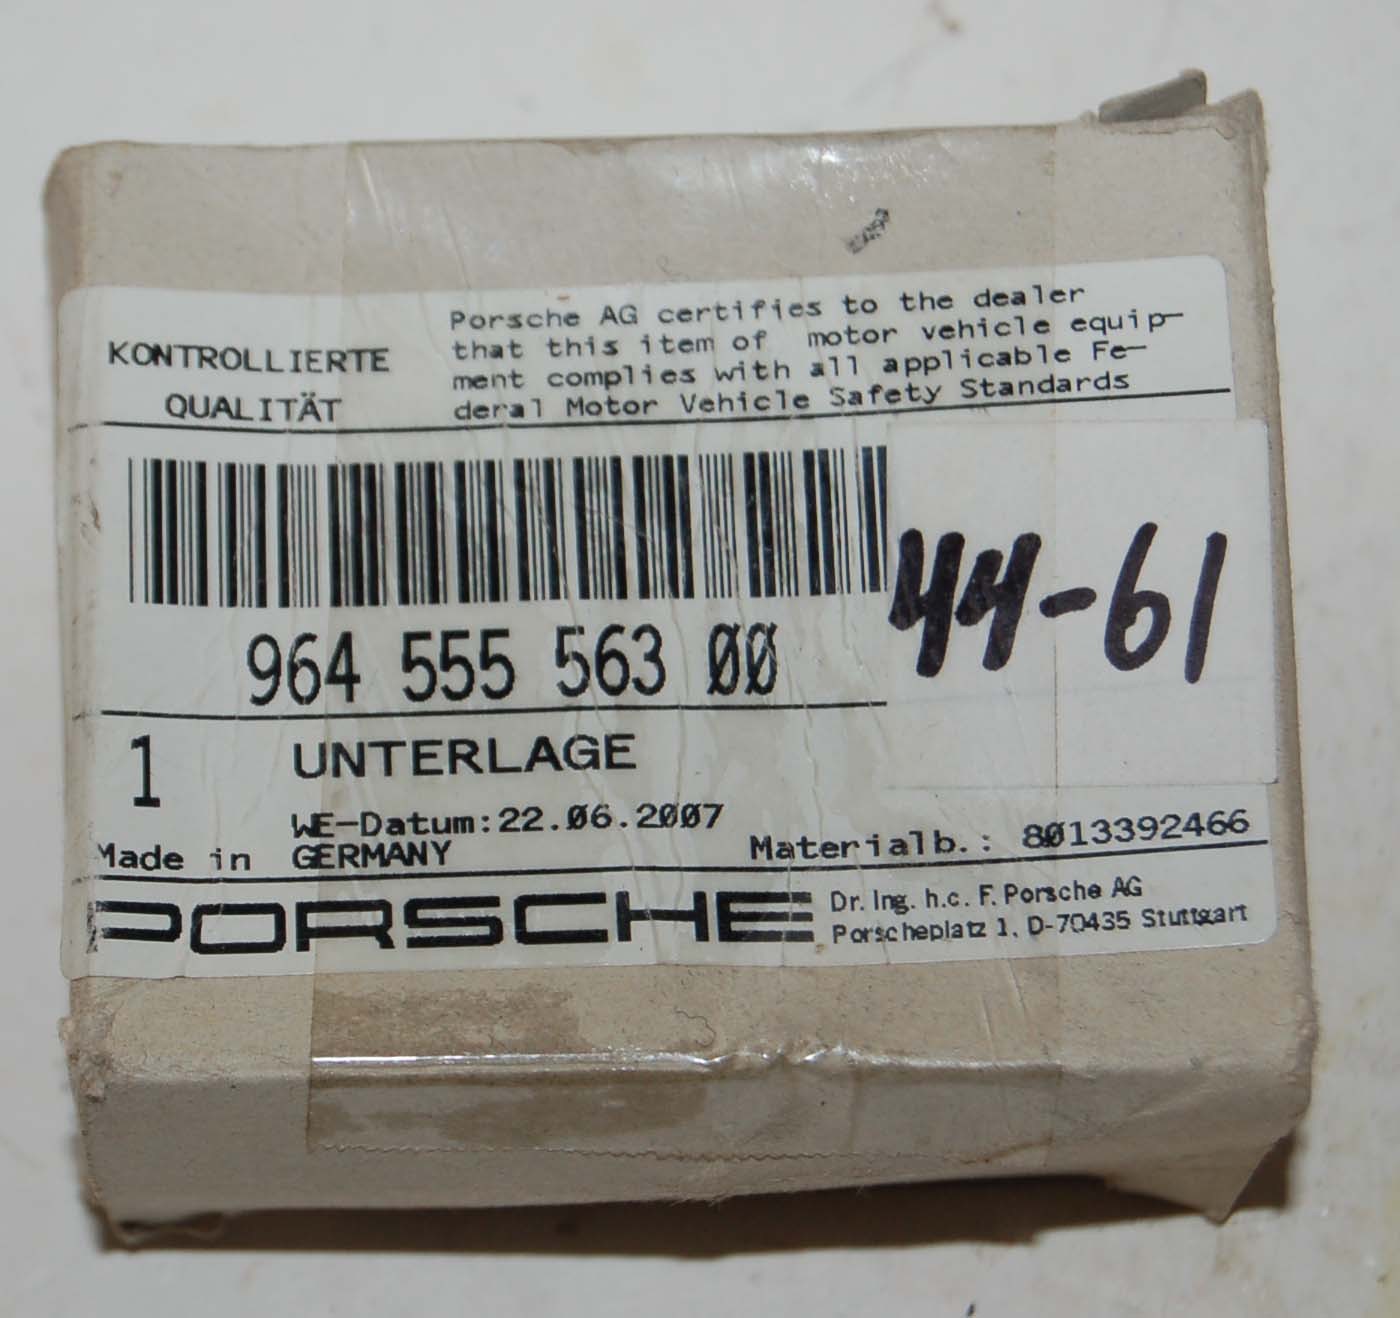 KONTROLLIERTE
QUALITÄT
Porsche AG certifies to the dealer
that this item of motor vehicle equip-
ment complies with all applicable Fe-
deral Motor Vehicle Safety Standards
964 555 563 00
44-61
1 UNTERLAGE
WE-Datum:22.06.2007
Made in GERMANY
Materialb.: 8013392466
PORSCHE
Dr. Ing. h.c. F. Porsche AG
Porscheplatz 1, D-70435 Stuttgart